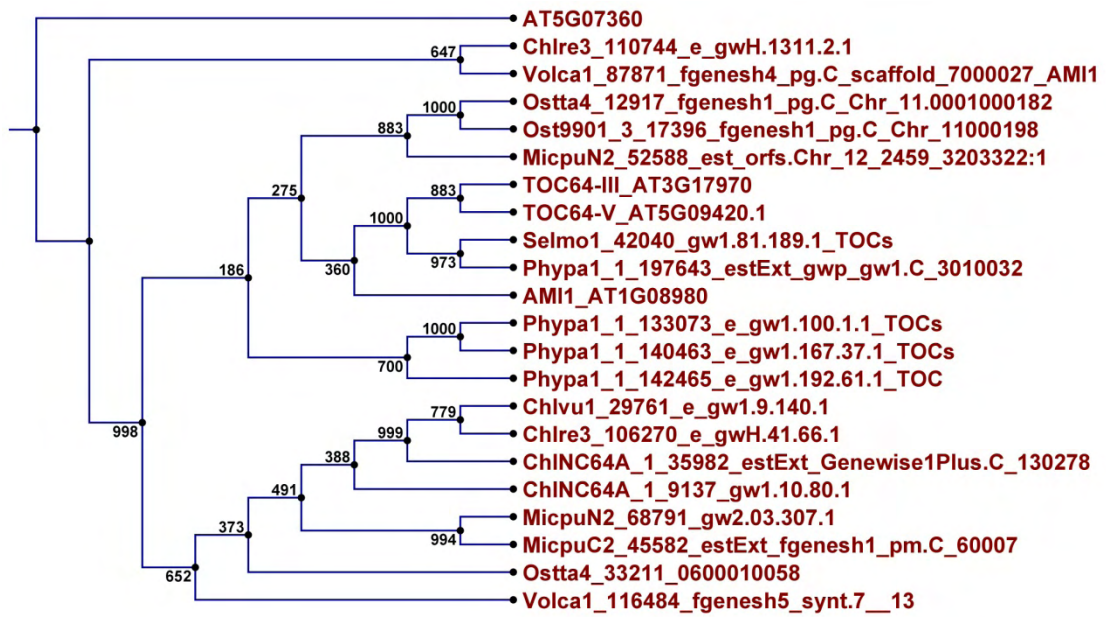 AT5G07360
647
Chlre3_110744_e_gwH.1311.2.1
Volca1_87871_fgenesh4_pg.C_scaffold_7000027_AMI1
1000
Ostta4_12917_fgenesh1_pg.C_Chr_11.0001000182
883
Ost9901_3_17396_fgenesh1_pg.C_Chr_11000198
MicpuN2_52588_est_orfs.Chr_12_2459_3203322:1
275
883
TOC64-III_AT3G17970
1000
TOC64-V_AT5G09420.1
Selmo1_42040_gw1.81.189.1_TOCs
186
360
973
Phypa1_1_197643_estExt_gwp_gw1.C_3010032
AMI1_AT1G08980
1000
Phypa1_1_133073_e_gw1.100.1.1_TOCs
Phypa1_1_140463_e_gw1.167.37.1_TOCs
700
Phypa1_1_142465_e_gw1.192.61.1_TOC
779
Chlvu1_29761_e_gw1.9.140.1
998
999
Chlre3_106270_e_gwH.41.66.1
388
ChlNC64A_1_35982_estExt_Genewise1Plus.C_130278
491
ChlNC64A_1_9137_gw1.10.80.1
373
MicpuN2_68791_gw2.03.307.1
994
MicpuC2_45582_estExt_fgenesh1_pm.C_60007
652
Ostta4_33211_0600010058
Volca1_116484_fgenesh5_synt.7__13